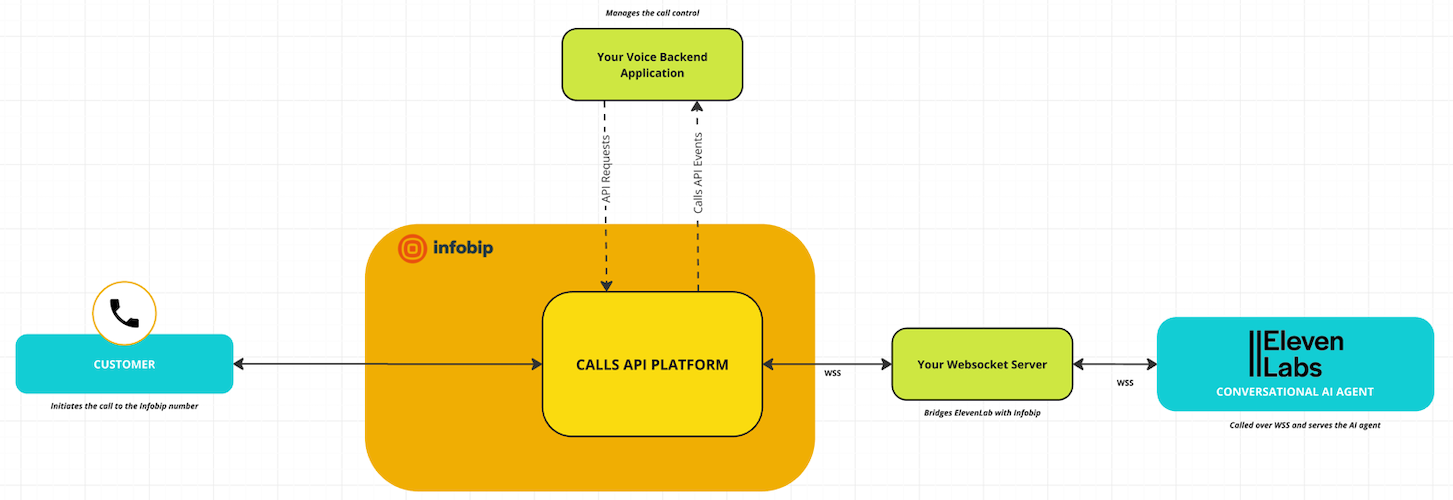 Manages the call control
Your Voice Backend
Application
API Requests
Calls API Events
infobip
CUSTOMER
Initiates the call to the Infobip number
CALLS API PLATFORM
WSS
Your Websocket Server
Bridges ElevenLab with Infobip
WSS
||Eleven
Labs
CONVERSATIONAL AI AGENT
Called over WSS and serves the AI agent